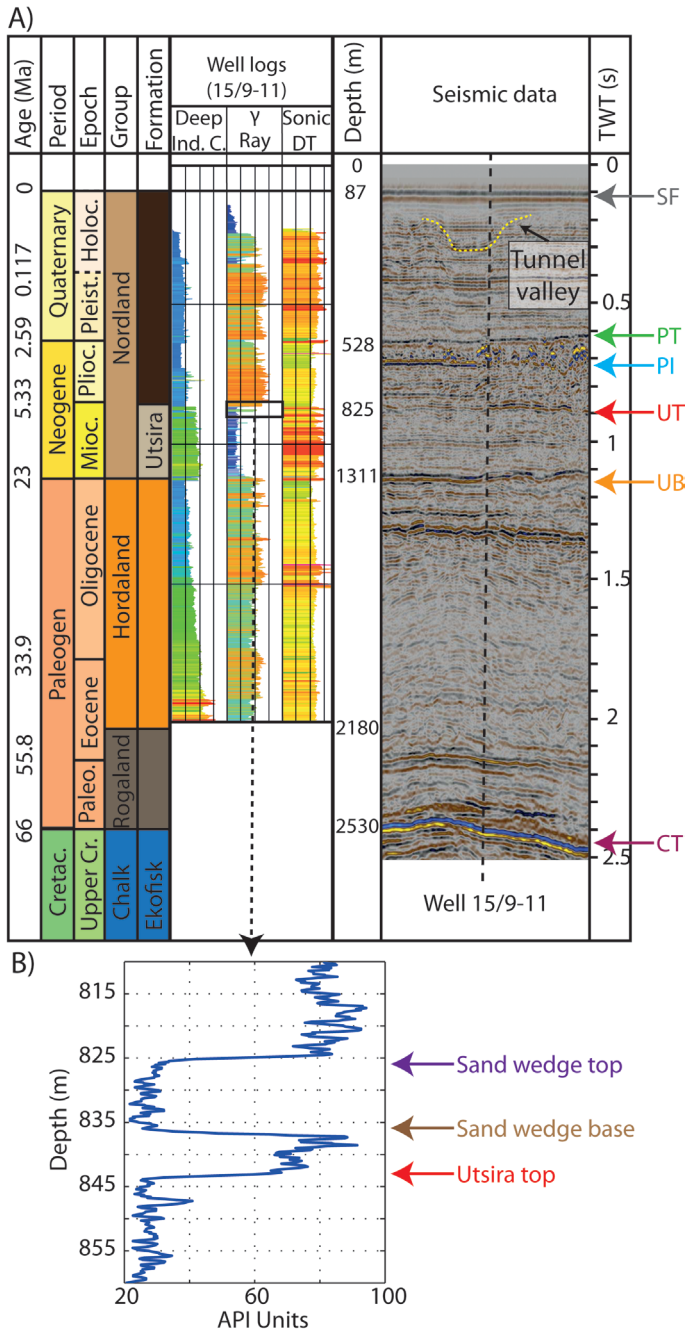 A)
Age (Ma)
Period
Epoch
Group
Formation
Well logs
(15/9-11)
Deep
Ind. C.
γ
Ray
Sonic
DT
Depth (m)
Seismic data
TWT (s)
0
0.117
2.59
5.33
23
33.9
55.8
66
Quaternary
Neogene
Paleogen
Cretac.
Holoc.
Pleist.
Plioc.
Mioc.
Oligocene
Eocene
Paleo.
Upper Cr.
Nordland
Hordaland
Rogaland
Chalk
Utsira
Ekofisk
0
87
528
825
1311
2180
2530
Tunnel
valley
Well 15/9-11
0
0.5
1
1.5
2
2.5
SF
PT
PI
UT
UB
CT
B)
Depth (m)
815
825
835
845
855
20
60
100
API Units
Sand wedge top
Sand wedge base
Utsira top